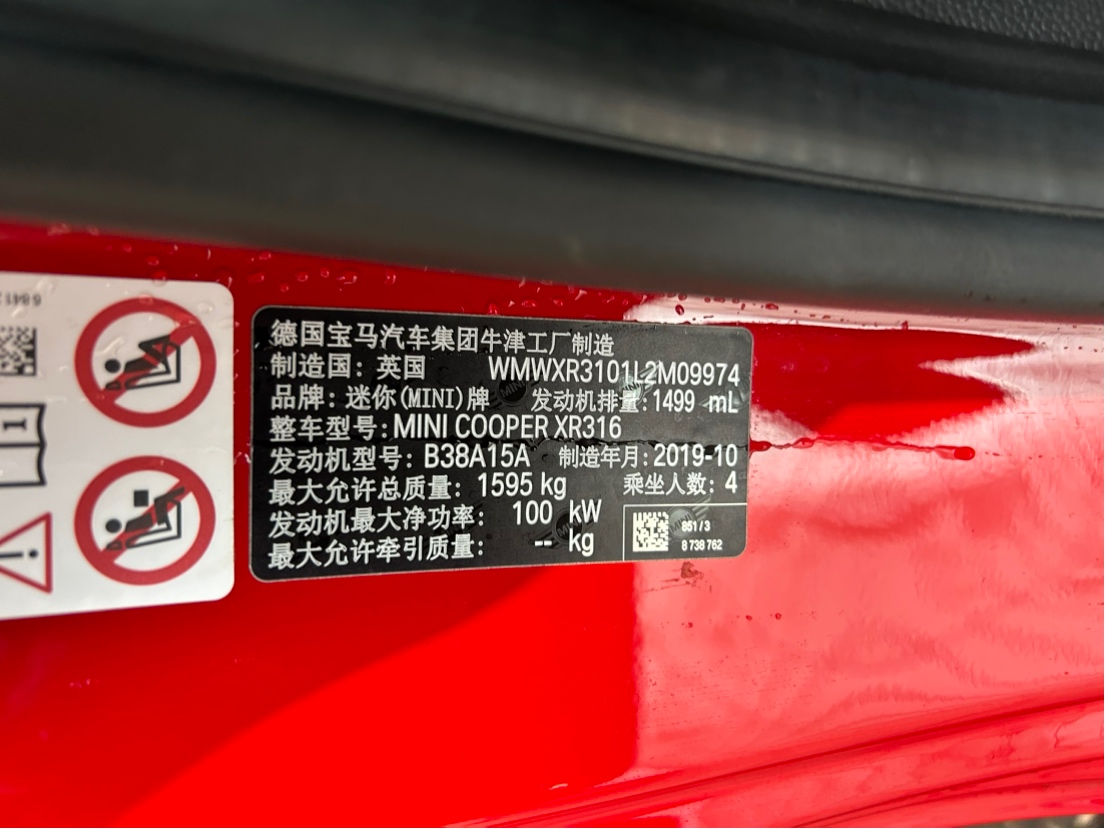 德国宝马汽车集团牛津工厂制造
制造国：英国 WMWXR3101L2M09974
品牌：迷你(MINI)牌 发动机排量:1499 mL
整车型号:MINI COOPER XR316
发动机型号：B38A15A 制造年月:2019-10
最大允许总质量：1595 kg 乘坐人数：4
发动机最大净功率： 100 kW
最大允许牵引质量： -- kg
851 / 3
8 738 762